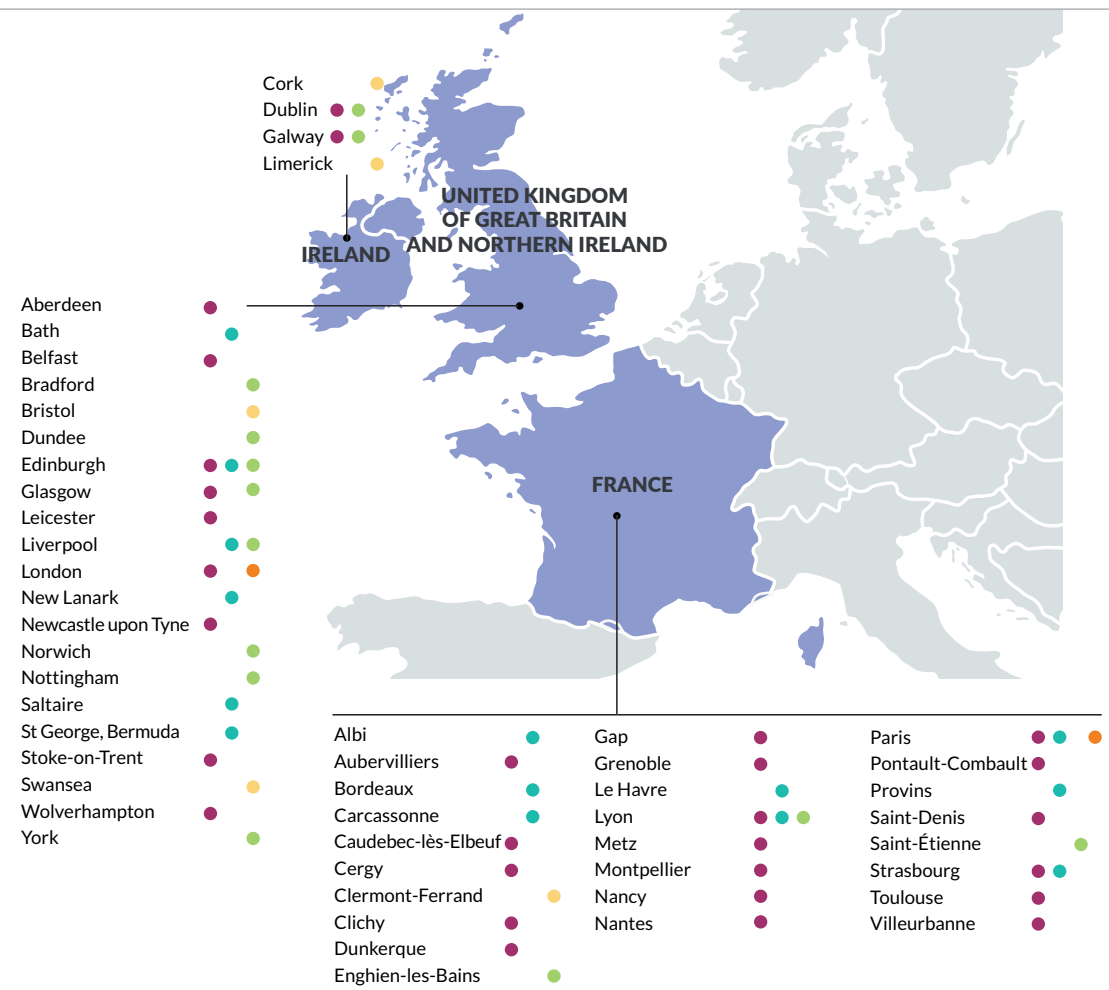 Cork
Dublin
Galway
Limerick
UNITED KINGDOM
OF GREAT BRITAIN
AND NORTHERN IRELAND
IRELAND
Aberdeen
Bath
Belfast
Bradford
Bristol
Dundee
Edinburgh
Glasgow
Leicester
Liverpool
London
New Lanark
Newcastle upon Tyne
Norwich
Nottingham
Saltaire
St George, Bermuda
Stoke-on-Trent
Swansea
Wolverhampton
York
FRANCE
Albi
Aubervilliers
Bordeaux
Carcassonne
Caudebec-lès-Elbeuf
Cergy
Clermont-Ferrand
Clichy
Dunkerque
Enghien-les-Bains
Gap
Grenoble
Le Havre
Lyon
Metz
Montpellier
Nancy
Nantes
Paris
Pontault-Combault
Provins
Saint-Denis
Saint-Étienne
Strasbourg
Toulouse
Villeurbanne